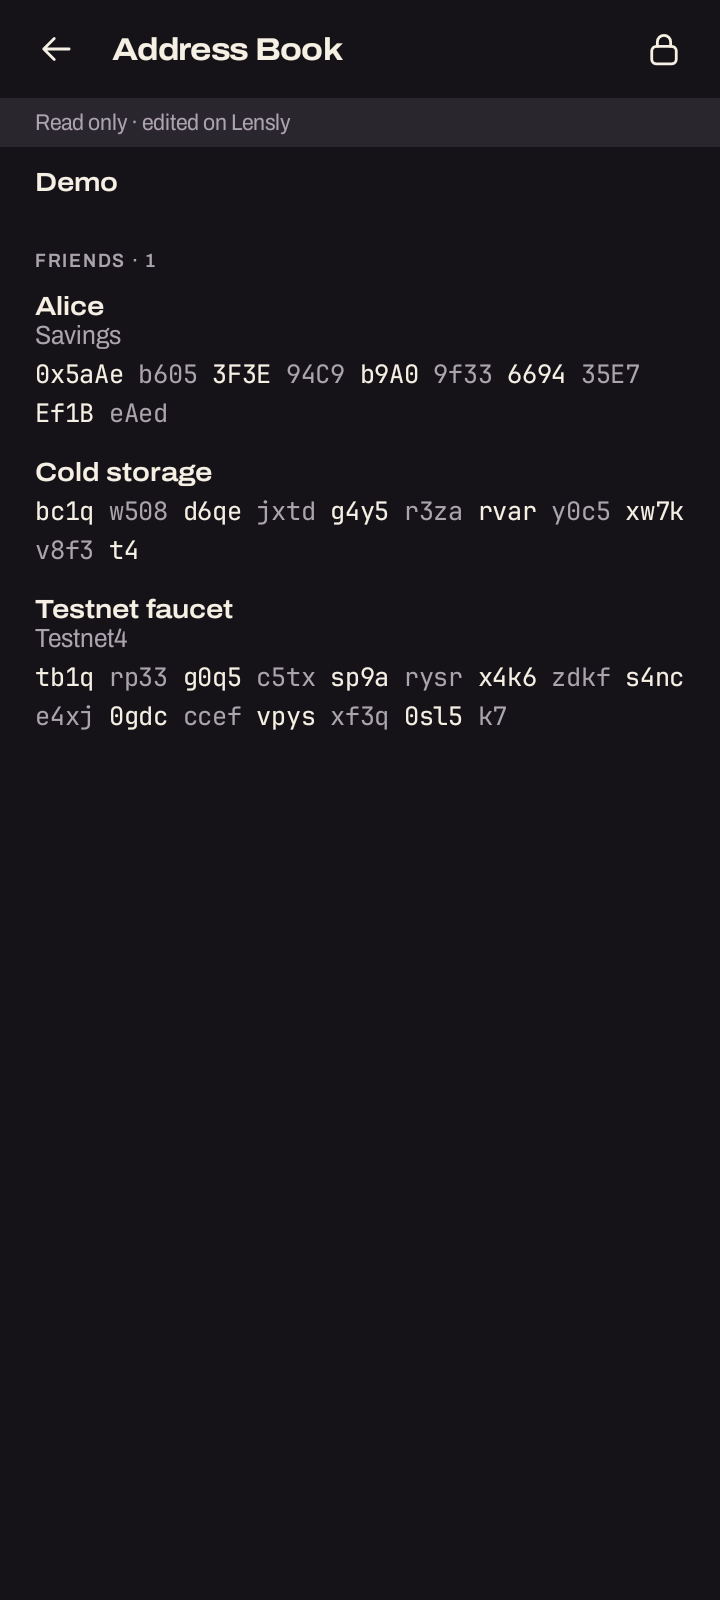 Address Book
Read only · edited on Lensly
Demo
FRIENDS · 1
Alice
Savings
0x5aAe b605 3F3E 94C9 b9A0 9f33 6694 35E7
Ef1B eAed
Cold storage
bc1q w508 d6qe jxtd g4y5 r3za rvar y0c5 xw7k
v8f3 t4
Testnet faucet
Testnet4
tb1q rp33 g0q5 c5tx sp9a rysr x4k6 zdkf s4nc
e4xj 0gdc ccef vpys xf3q 0sl5 k7